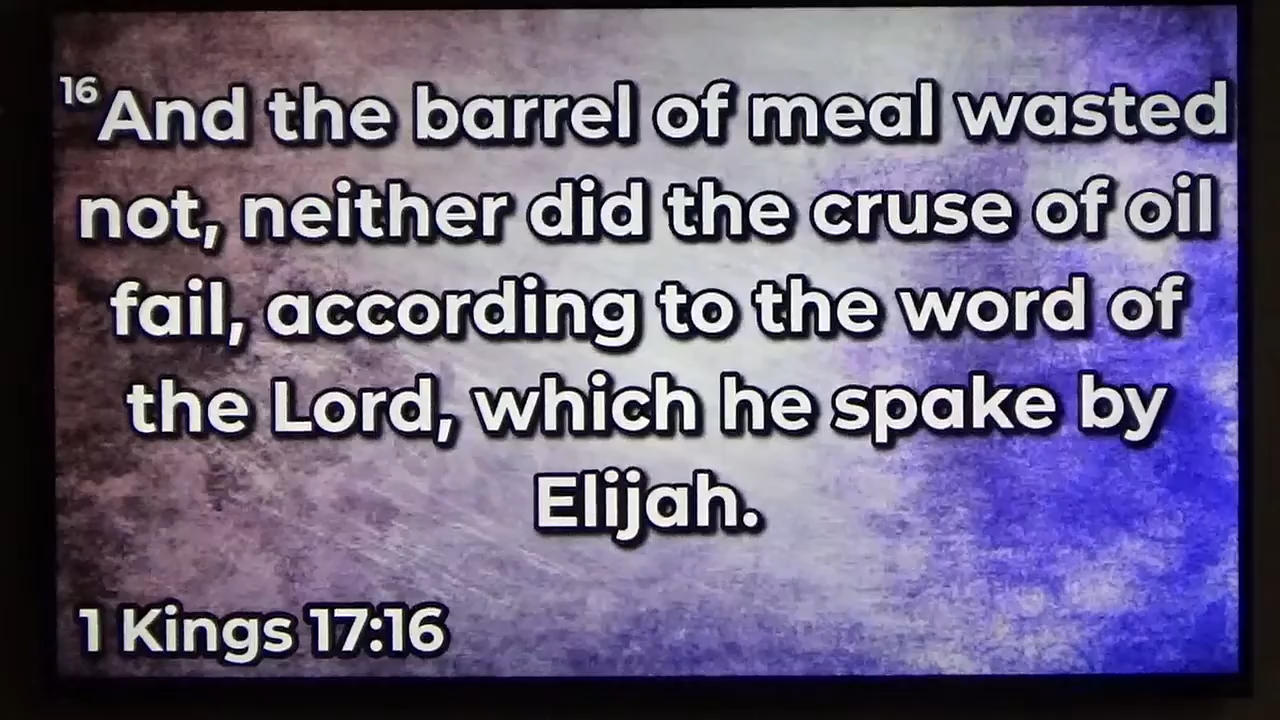 16And the barrel of meal wasted
not, neither did the cruse of oil
fail, according to the word of
the Lord, which he spake by
Elijah.
1 Kings 17:16